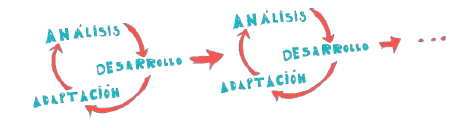 ANÁLISIS
DESARROLLO
ADAPTACIÓN
ANÁLISIS
DESARROLLO
ADAPTACIÓN
...